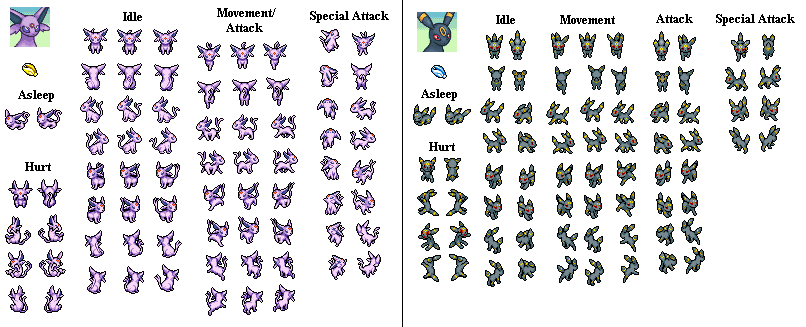 Idle
Movement/
Attack
Special Attack
Asleep
Hurt
Idle
Movement
Attack
Special Attack
Asleep
Hurt